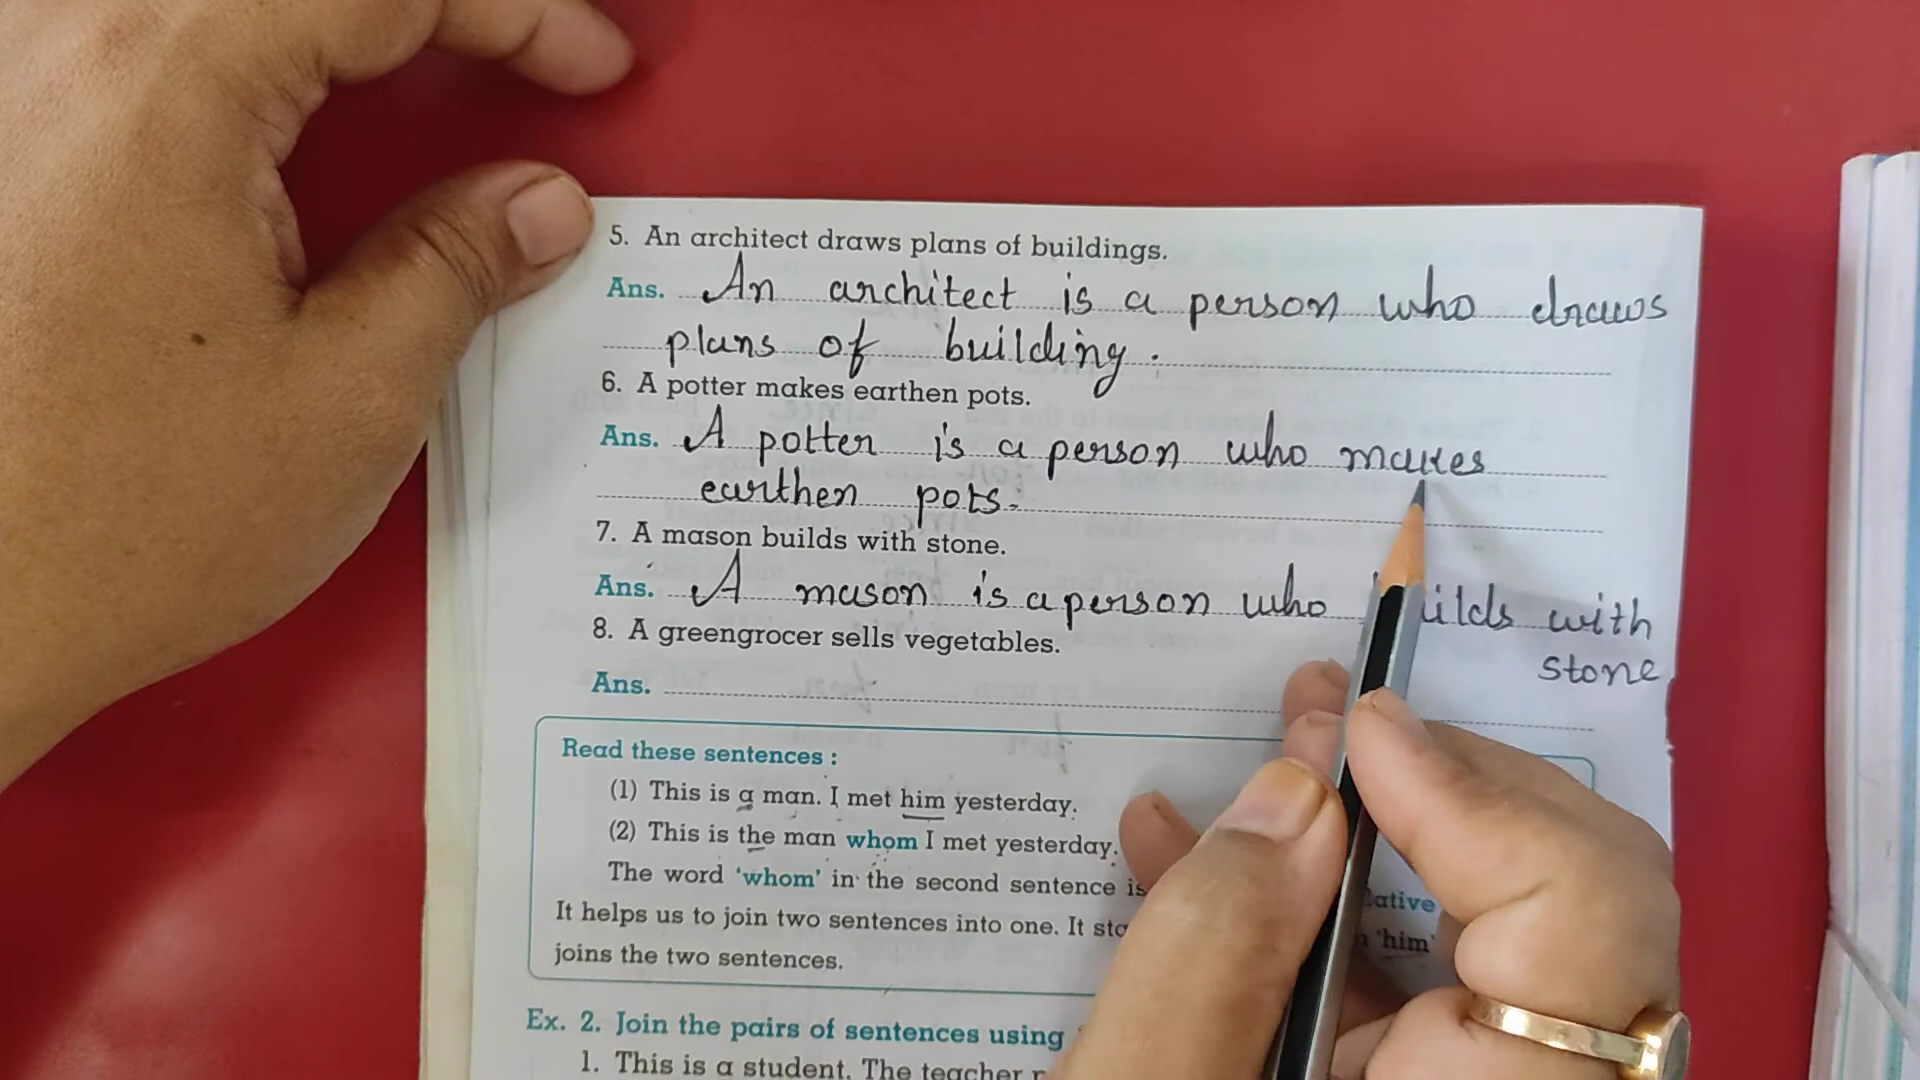 5. An architect draws plans of buildings.
Ans. An architect is a person who draws
plans of building.
6. A potter makes earthen pots.
Ans. A potter is a person who makes
earthen pots.
7. A mason builds with stone.
Ans. A mason is a person who uilds with
stone
8. A greengrocer sells vegetables.
Ans.
Read these sentences :
(1) This is a man. I met him yesterday.
(2) This is the man whom I met yesterday.
The word 'whom' in the second sentence is lative
It helps us to join two sentences into one. It 'him'
joins the two sentences.
Ex. 2. Join the pairs of sentences using
1. This is a student. The teacher